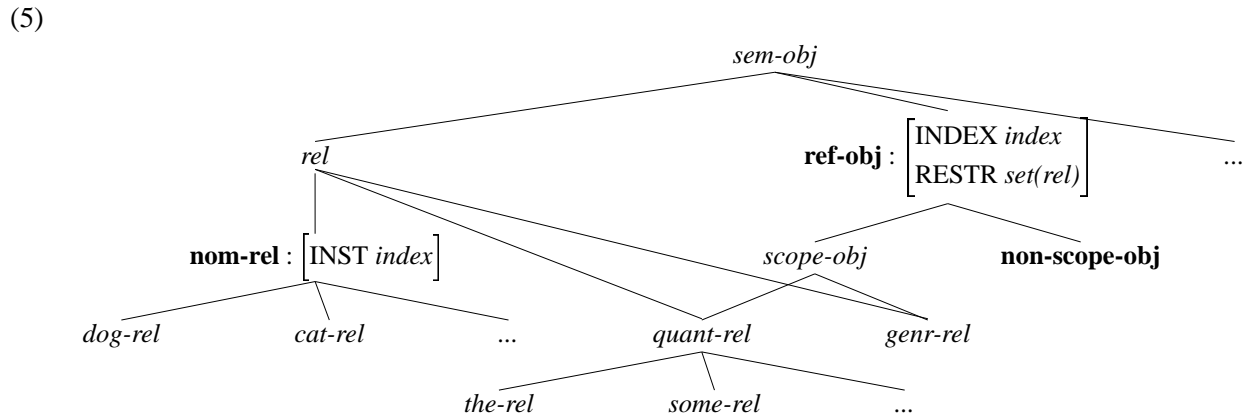 (5)
sem-obj
rel
ref-obj : [INDEX index
RESTR set(rel)]
...
nom-rel : [INST index]
scope-obj
non-scope-obj
dog-rel cat-rel ... quant-rel genr-rel
the-rel some-rel ...